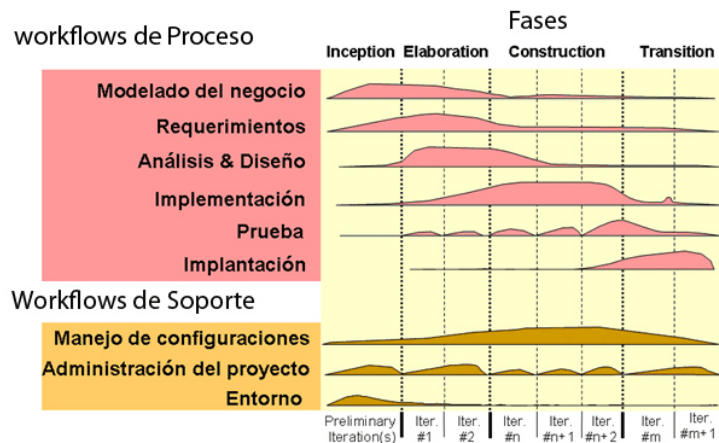 Fases
workflows de Proceso
Inception Elaboration Construction Transition
Modelado del negocio
Requerimientos
Análisis & Diseño
Implementación
Prueba
Implantación
Workflows de Soporte
Manejo de configuraciones
Administración del proyecto
Entorno
Preliminary Iteration(s)
Iter. #1
Iter. #2
Iter. #n
Iter. #n+1
Iter. #n+2
Iter. #m
Iter. #m+1